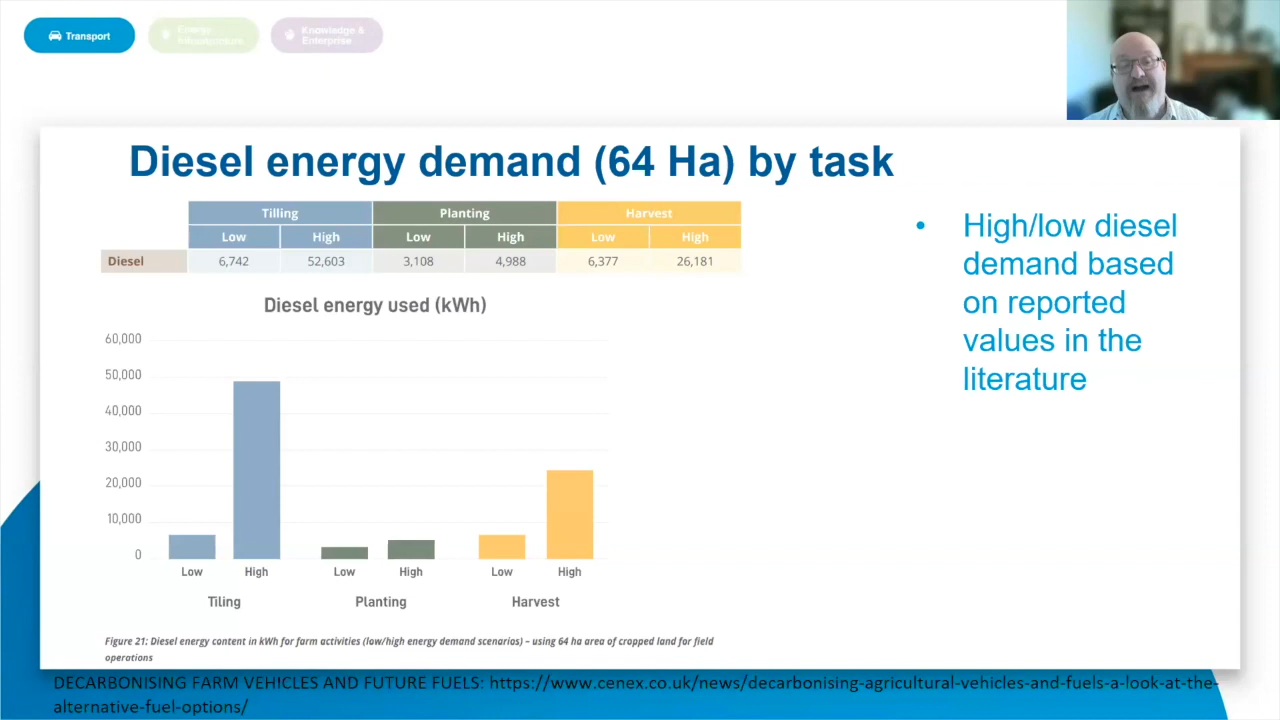 Transport
Energy
Infrastructure
Knowledge &
Enterprise
Diesel energy demand (64 Ha) by task
Tilling Planting Harvest
Low High Low High Low High
Diesel 6,742 52,603 3,108 4,988 6,377 26,181
• High/low diesel
demand based
on reported
values in the
literature
Diesel energy used (kWh)
60,000
50,000
40,000
30,000
20,000
10,000
0
Low High Low High Low High
Tiling Planting Harvest
Figure 21: Diesel energy content in kWh for farm activities (low/high energy demand scenarios) – using 64 ha area of cropped land for field
operations
DECARBONISING FARM VEHICLES AND FUTURE FUELS: https://www.cenex.co.uk/news/decarbonising-agricultural-vehicles-and-fuels-a-look-at-the-
alternative-fuel-options/